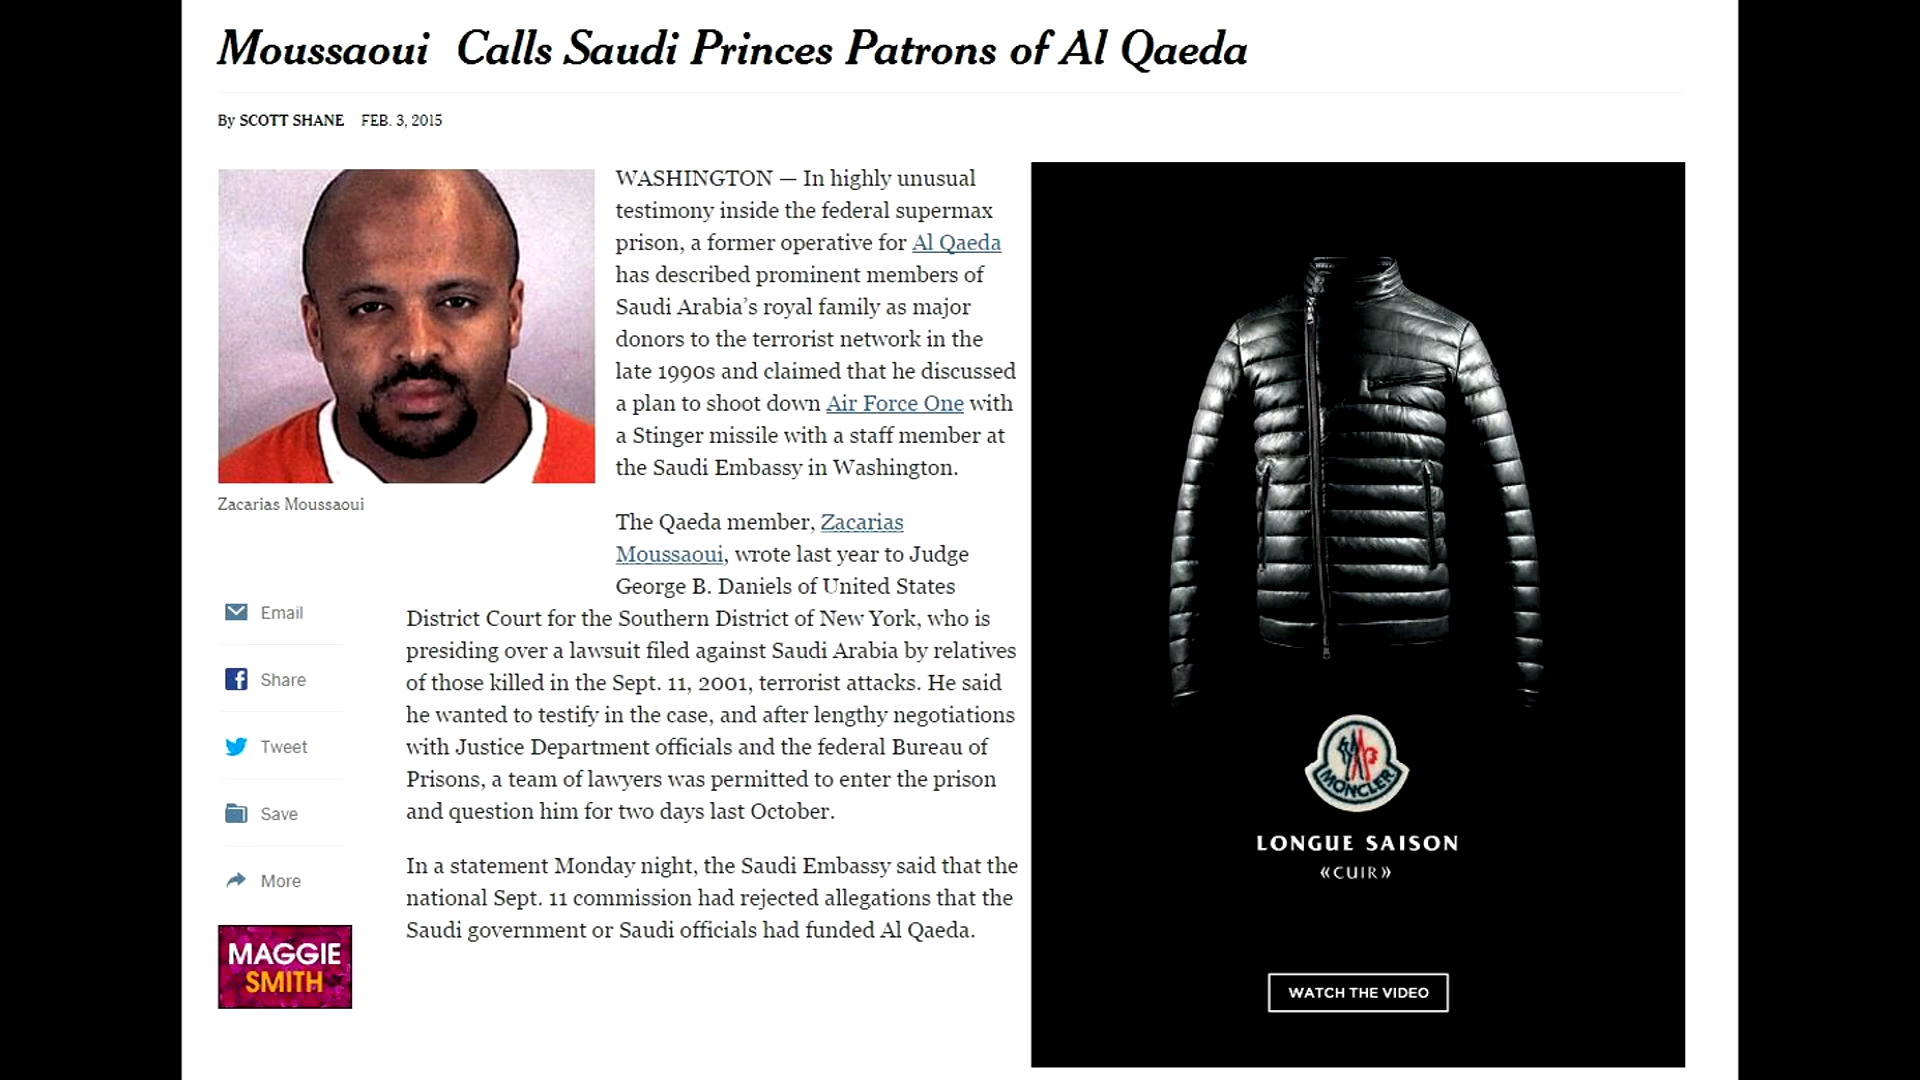 Moussaoui Calls Saudi Princes Patrons of Al Qaeda
By SCOTT SHANE FEB. 3, 2015
Zacarias Moussaoui
WASHINGTON — In highly unusual
testimony inside the federal supermax
prison, a former operative for Al Qaeda
has described prominent members of
Saudi Arabia’s royal family as major
donors to the terrorist network in the
late 1990s and claimed that he discussed
a plan to shoot down Air Force One with
a Stinger missile with a staff member at
the Saudi Embassy in Washington.
The Qaeda member, Zacarias
Moussaoui, wrote last year to Judge
George B. Daniels of United States
District Court for the Southern District of New York, who is
presiding over a lawsuit filed against Saudi Arabia by relatives
of those killed in the Sept. 11, 2001, terrorist attacks. He said
he wanted to testify in the case, and after lengthy negotiations
with Justice Department officials and the federal Bureau of
Prisons, a team of lawyers was permitted to enter the prison
and question him for two days last October.
In a statement Monday night, the Saudi Embassy said that the
national Sept. 11 commission had rejected allegations that the
Saudi government or Saudi officials had funded Al Qaeda.
Email
Share
Tweet
Save
More
MAGGIE
SMITH
MONCLER
LONGUE SAISON
«CUIR»
WATCH THE VIDEO